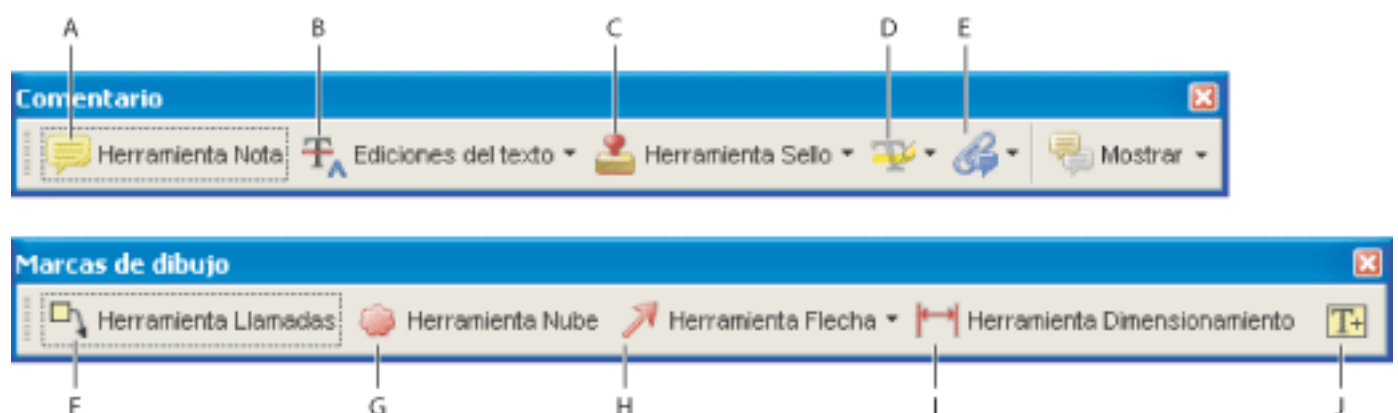 A B C D E
Comentario
Herramienta Nota Ediciones del texto Herramienta Sello Mostrar
Marcas de dibujo
Herramienta Llamadas Herramienta Nube Herramienta Flecha Herramienta Dimensionamiento T+
F G H I J